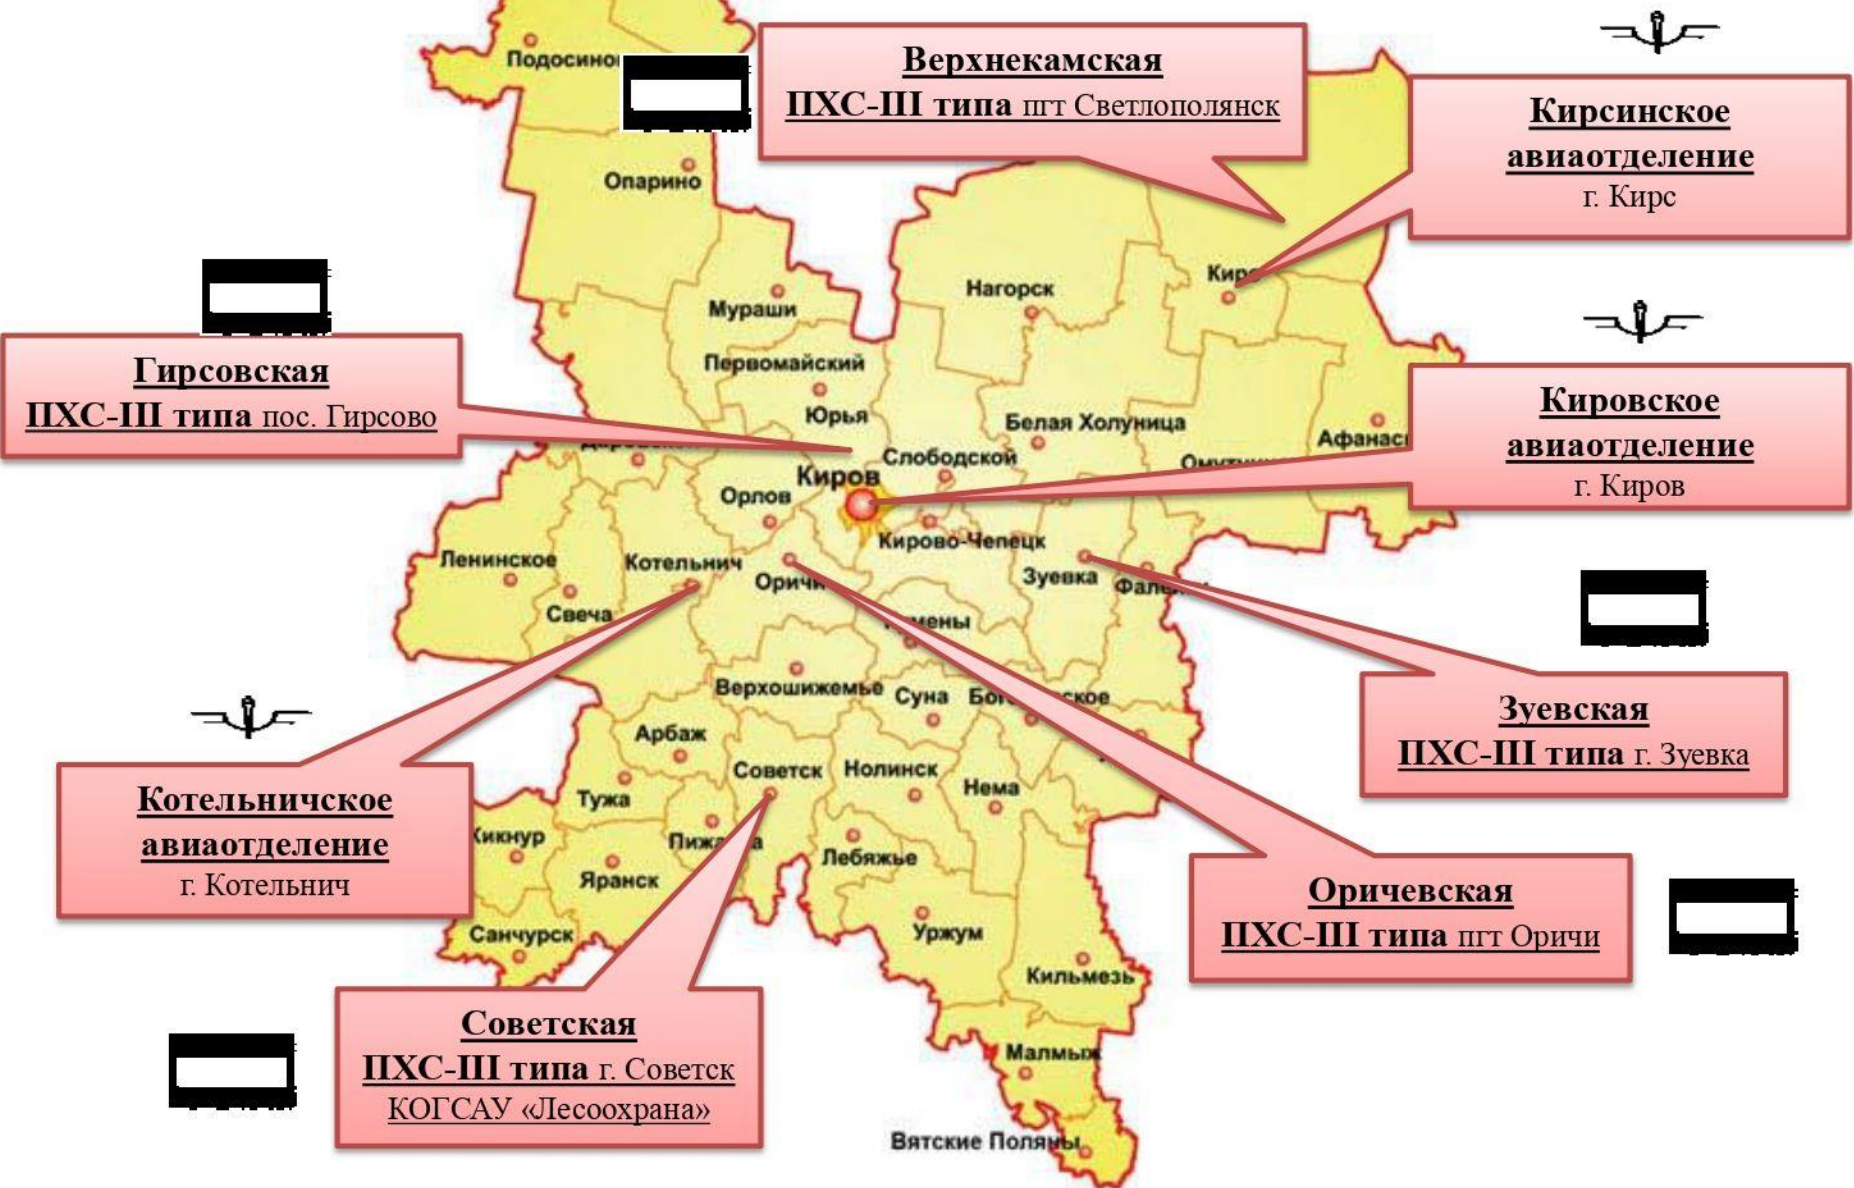 Верхнекамская
ПХС-III типа пгт Светлополянск
Кирсинское
авиаотделение
г. Кирс
Опарино
Нагорск
Мураши
Первомайский
Юрья
Гирсовская
ПХС-III типа пос. Гирсово
Кировское
авиаотделение
г. Киров
Белая Холуница
Слободской
Киров
Орлов
Кирово-Чепецк
Ленинское
Котельнич
Свеча
Зуевка
Верхошижемье
Суна
Зуевская
ПХС-III типа г. Зуевка
Арбаж
Советск
Нолинск
Нема
Тужа
Котельничское
авиаотделение
г. Котельнич
Лебяжье
Яранск
Оричевская
ПХС-III типа пгт Оричи
Санчурск
Уржум
Кильмезь
Советская
ПХС-III типа г. Советск
КОГСАУ «Лесоохрана»
Малмыж
Вятские Поляны